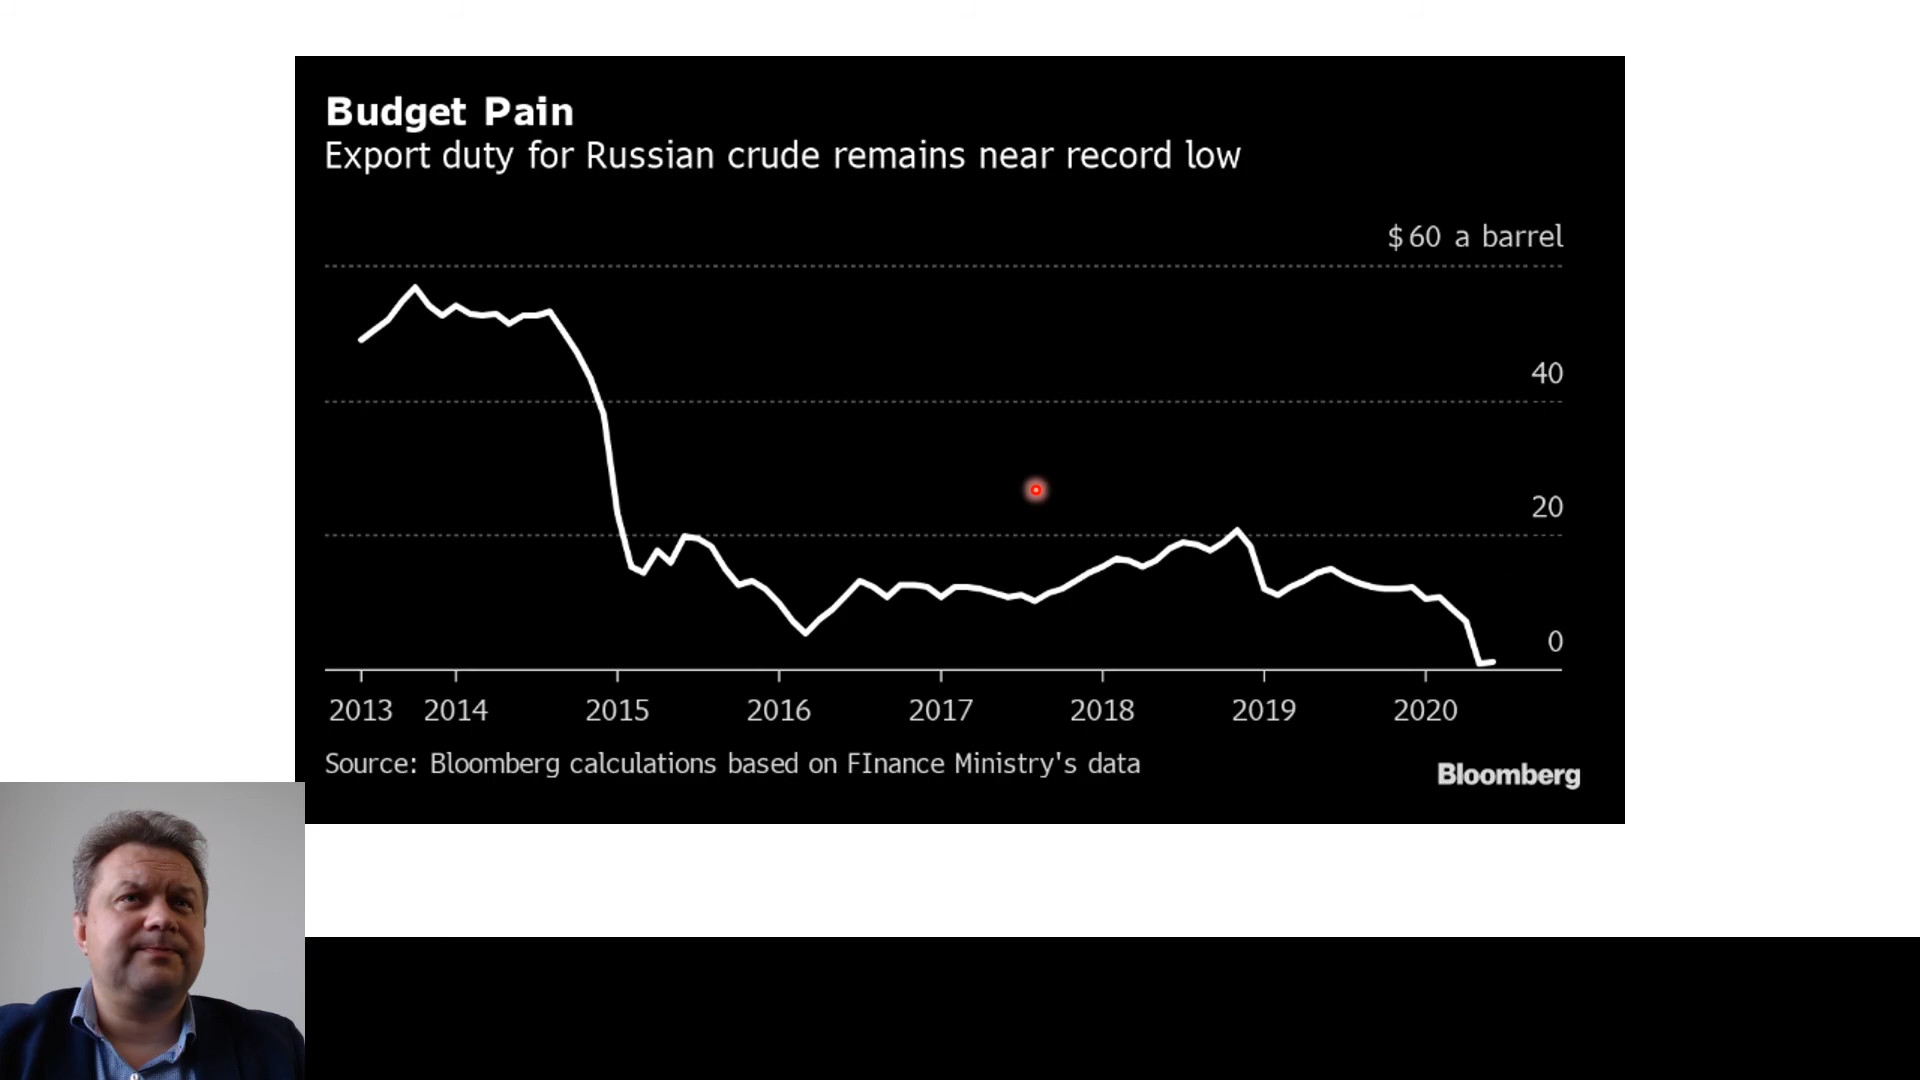 Budget Pain
Export duty for Russian crude remains near record low
$60 a barrel
40
20
0
2013 2014 2015 2016 2017 2018 2019 2020
Source: Bloomberg calculations based on FInance Ministry's data
Bloomberg